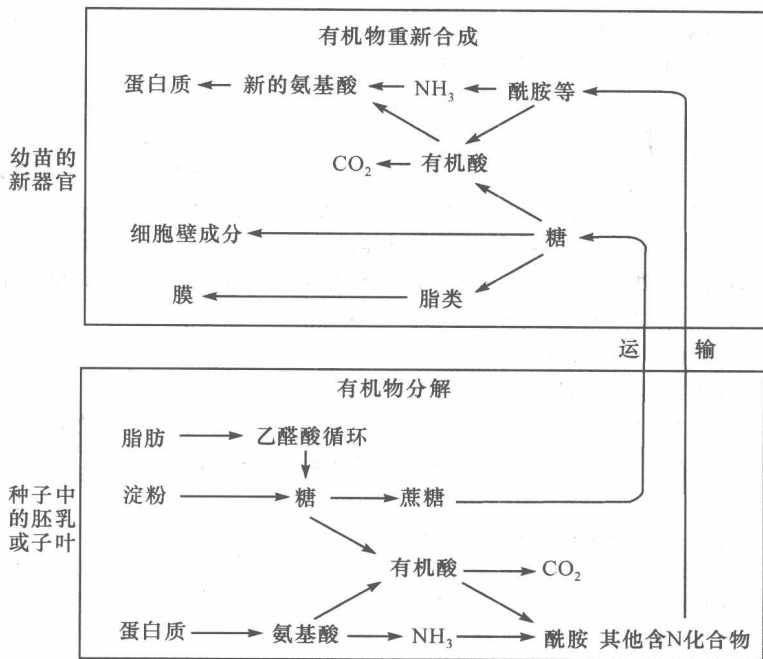 有机物重新合成
蛋白质 新的氨基酸 NH₃ 酰胺等
幼苗的
新器官
CO₂ 有机酸
细胞壁成分 糖
膜 脂类
运 输
有机物分解
脂肪 乙醛酸循环
种子中
的胚乳
或子叶
淀粉 糖 蔗糖
有机酸 CO₂
蛋白质 氨基酸 NH₃ 酰胺 其他含N化合物